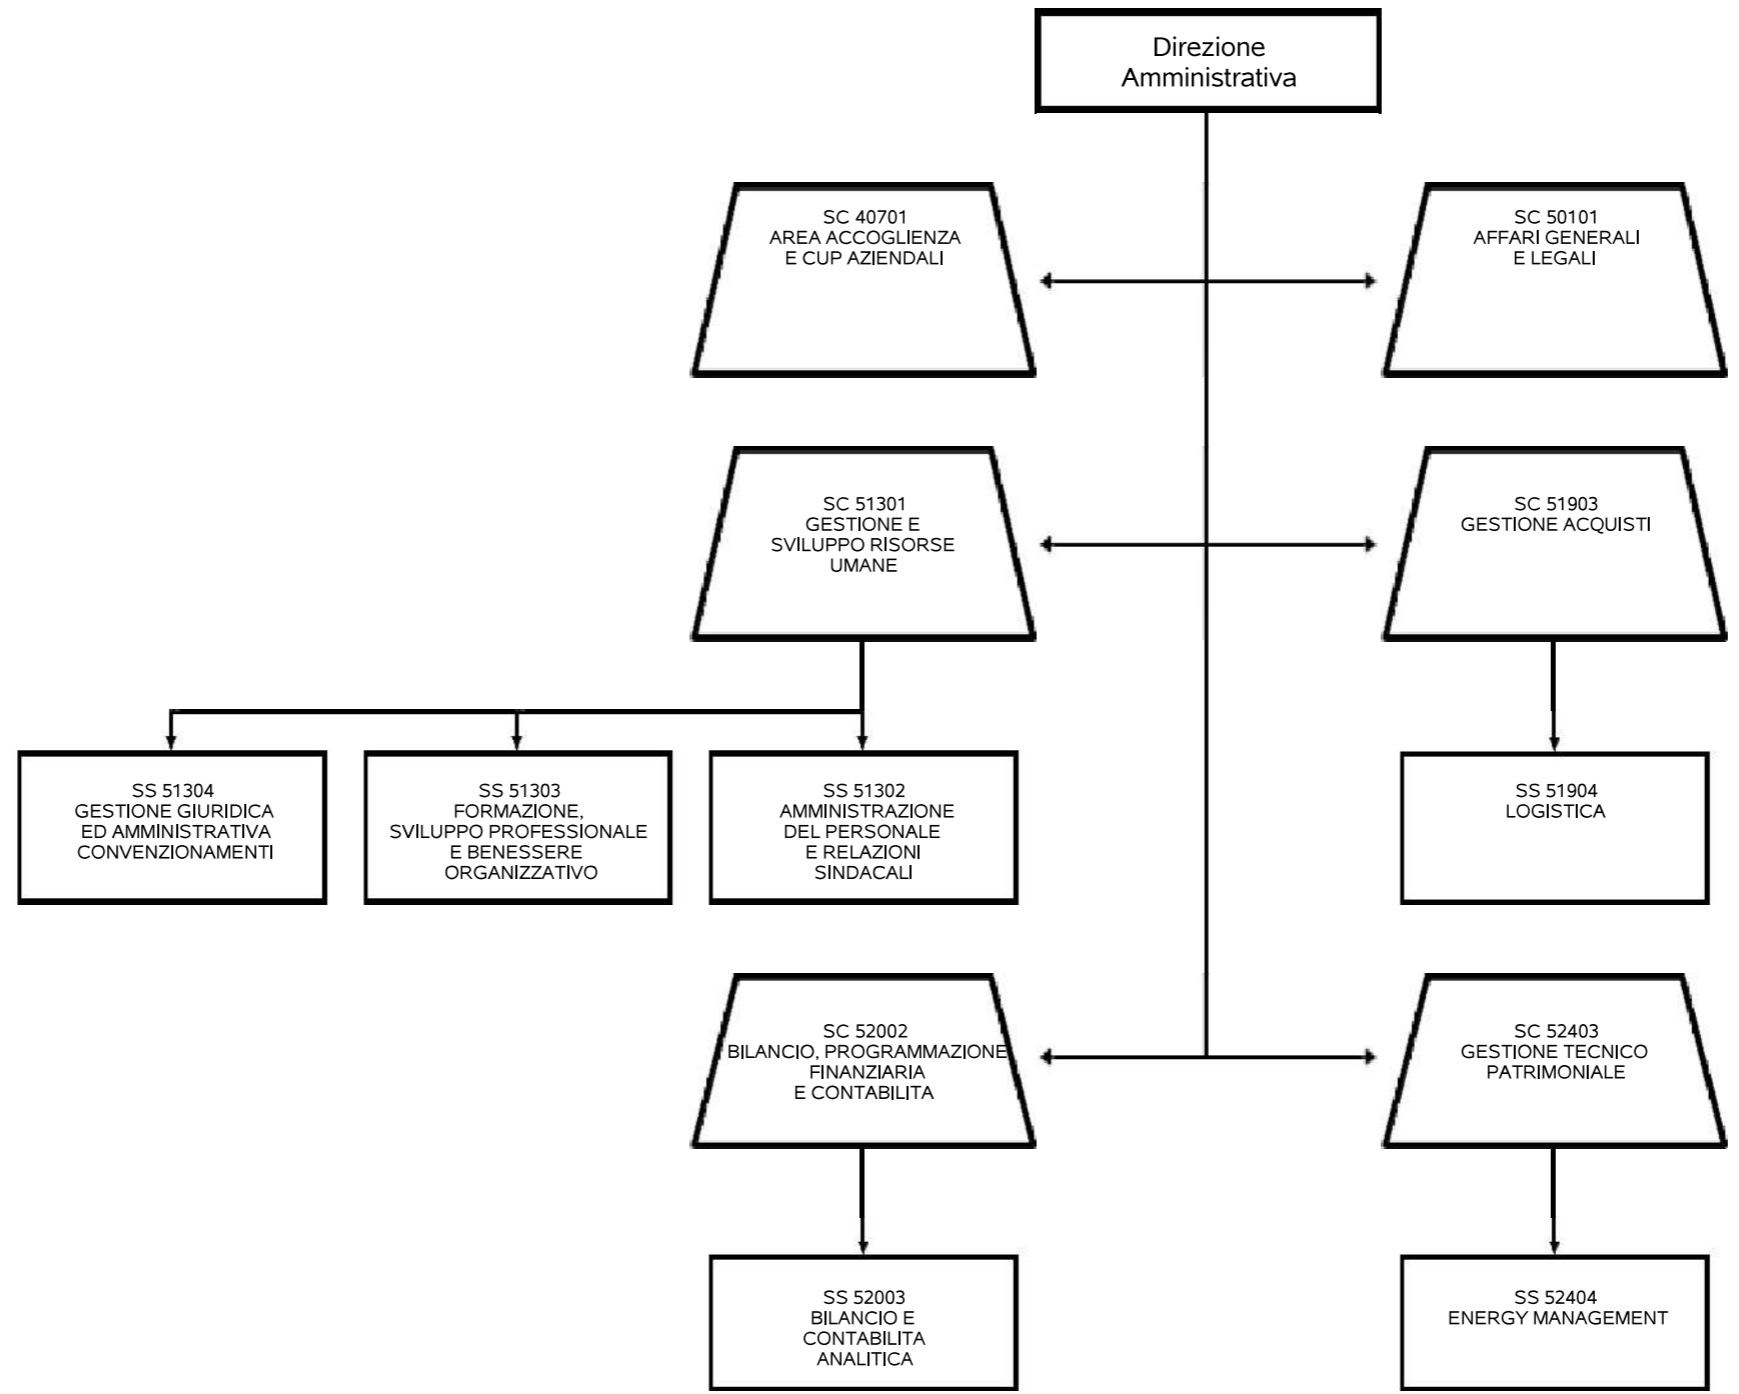 Direzione
Amministrativa
SC 40701
AREA ACCOGLIENZA
E CUP AZIENDALI
SC 50101
AFFARI GENERALI
E LEGALI
SC 51301
GESTIONE E
SVILUPPO RISORSE
UMANE
SC 51903
GESTIONE ACQUISTI
SS 51304
GESTIONE GIURIDICA
ED AMMINISTRATIVA
CONVENZIONAMENTI
SS 51303
FORMAZIONE,
SVILUPPO PROFESSIONALE
E BENESSERE
ORGANIZZATIVO
SS 51302
AMMINISTRAZIONE
DEL PERSONALE
E RELAZIONI
SINDACALI
SS 51904
LOGISTICA
SC 52002
BILANCIO, PROGRAMMAZIONE
FINANZIARIA
E CONTABILITA
SC 52403
GESTIONE TECNICO
PATRIMONIALE
SS 52003
BILANCIO E
CONTABILITA
ANALITICA
SS 52404
ENERGY MANAGEMENT